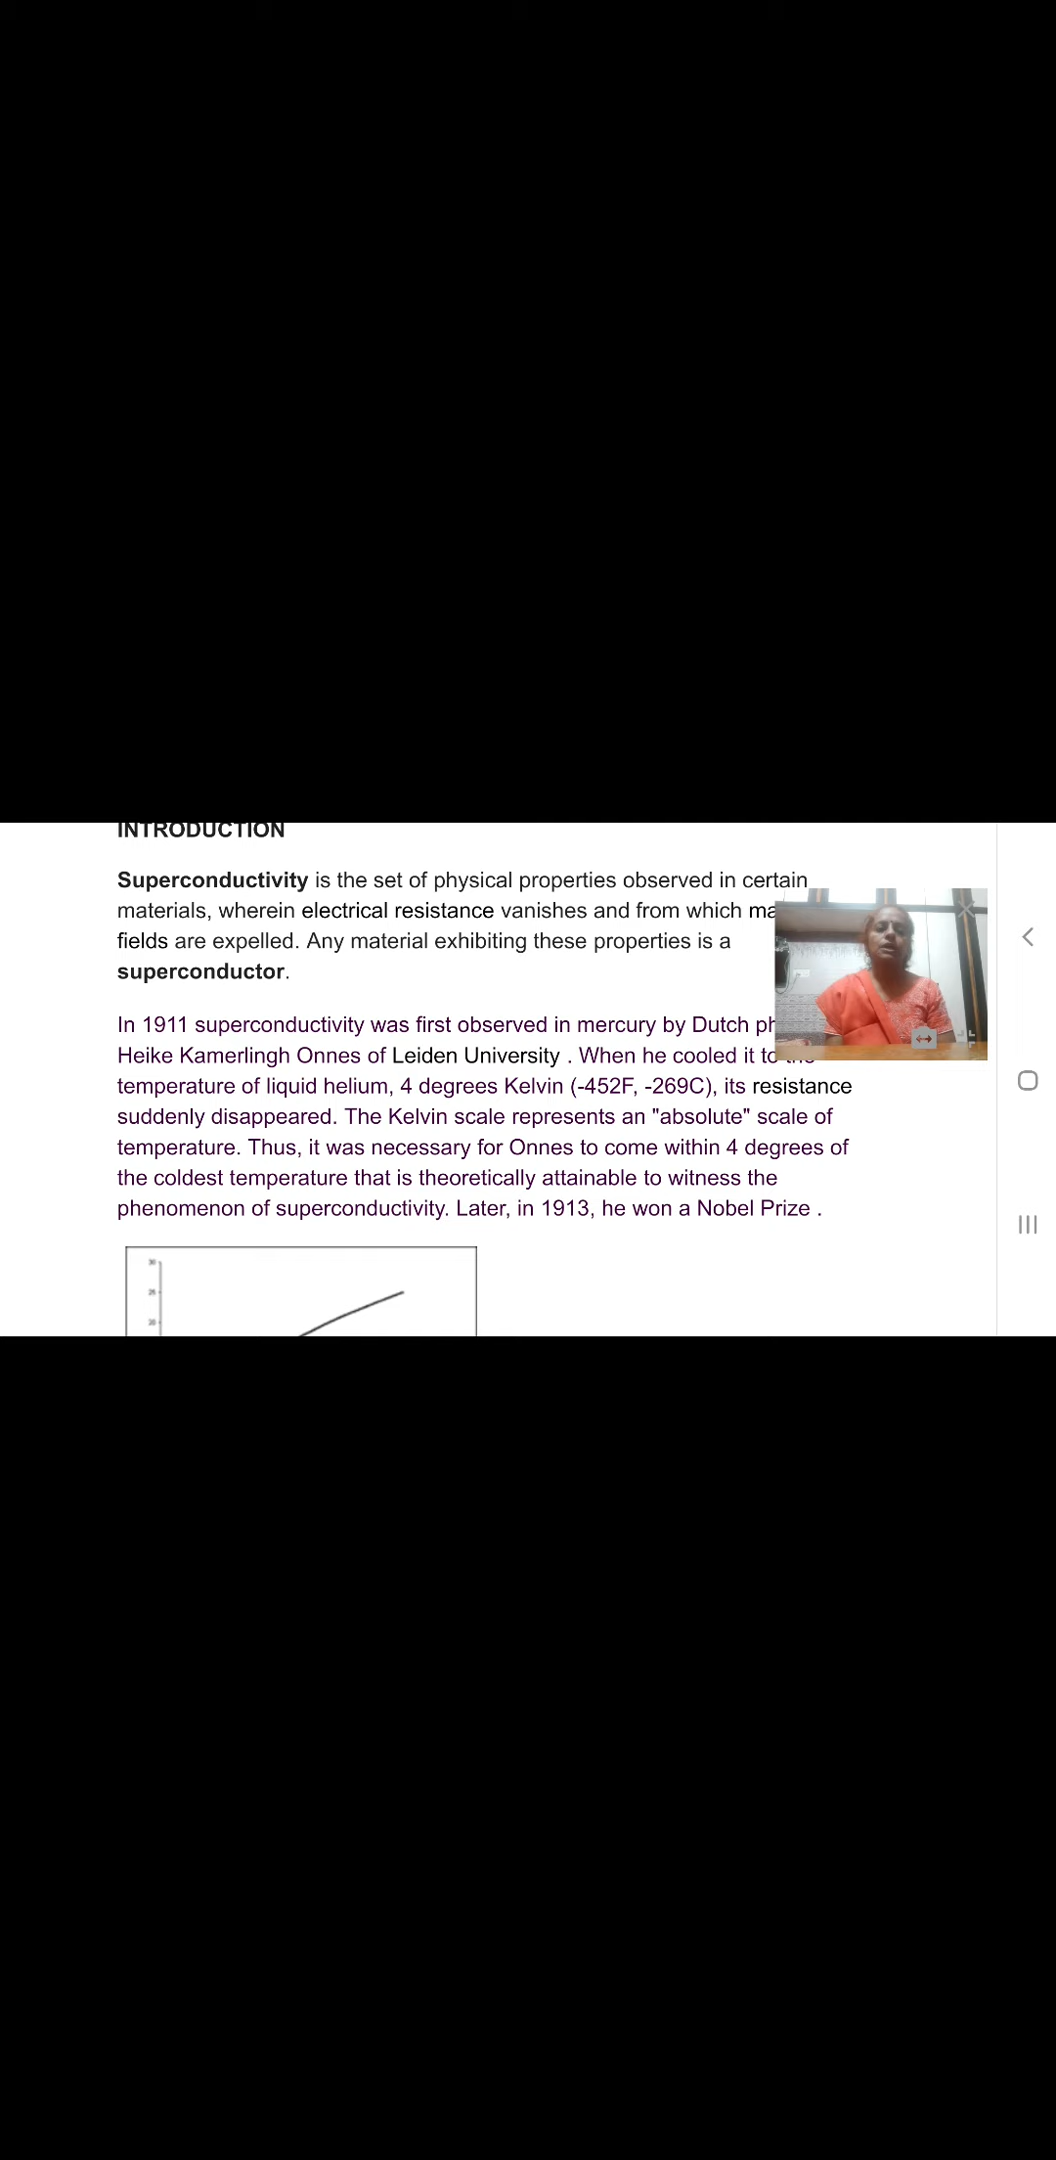 INTRODUCTION
Superconductivity is the set of physical properties observed in certain
materials, wherein electrical resistance vanishes and from which ma
fields are expelled. Any material exhibiting these properties is a
superconductor.
In 1911 superconductivity was first observed in mercury by Dutch ph
Heike Kamerlingh Onnes of Leiden University . When he cooled it to the
temperature of liquid helium, 4 degrees Kelvin (-452F, -269C), its resistance
suddenly disappeared. The Kelvin scale represents an "absolute" scale of
temperature. Thus, it was necessary for Onnes to come within 4 degrees of
the coldest temperature that is theoretically attainable to witness the
phenomenon of superconductivity. Later, in 1913, he won a Nobel Prize .
30
25
20